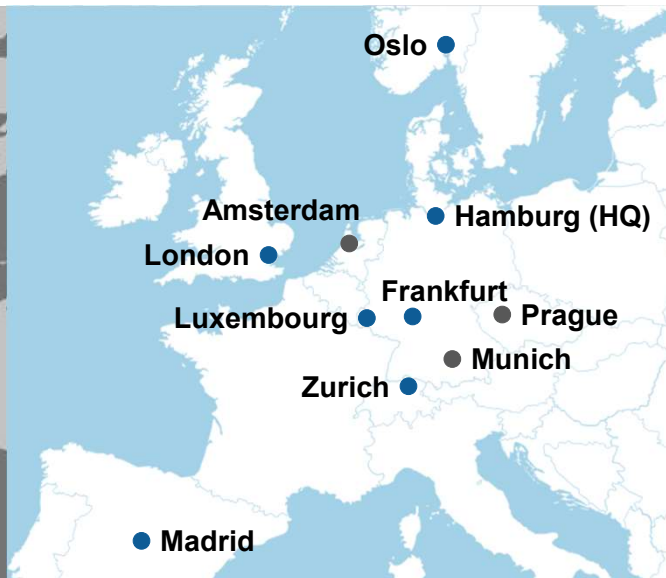 Oslo
Amsterdam
Hamburg (HQ)
London
Frankfurt
Luxembourg
Prague
Munich
Zurich
Madrid